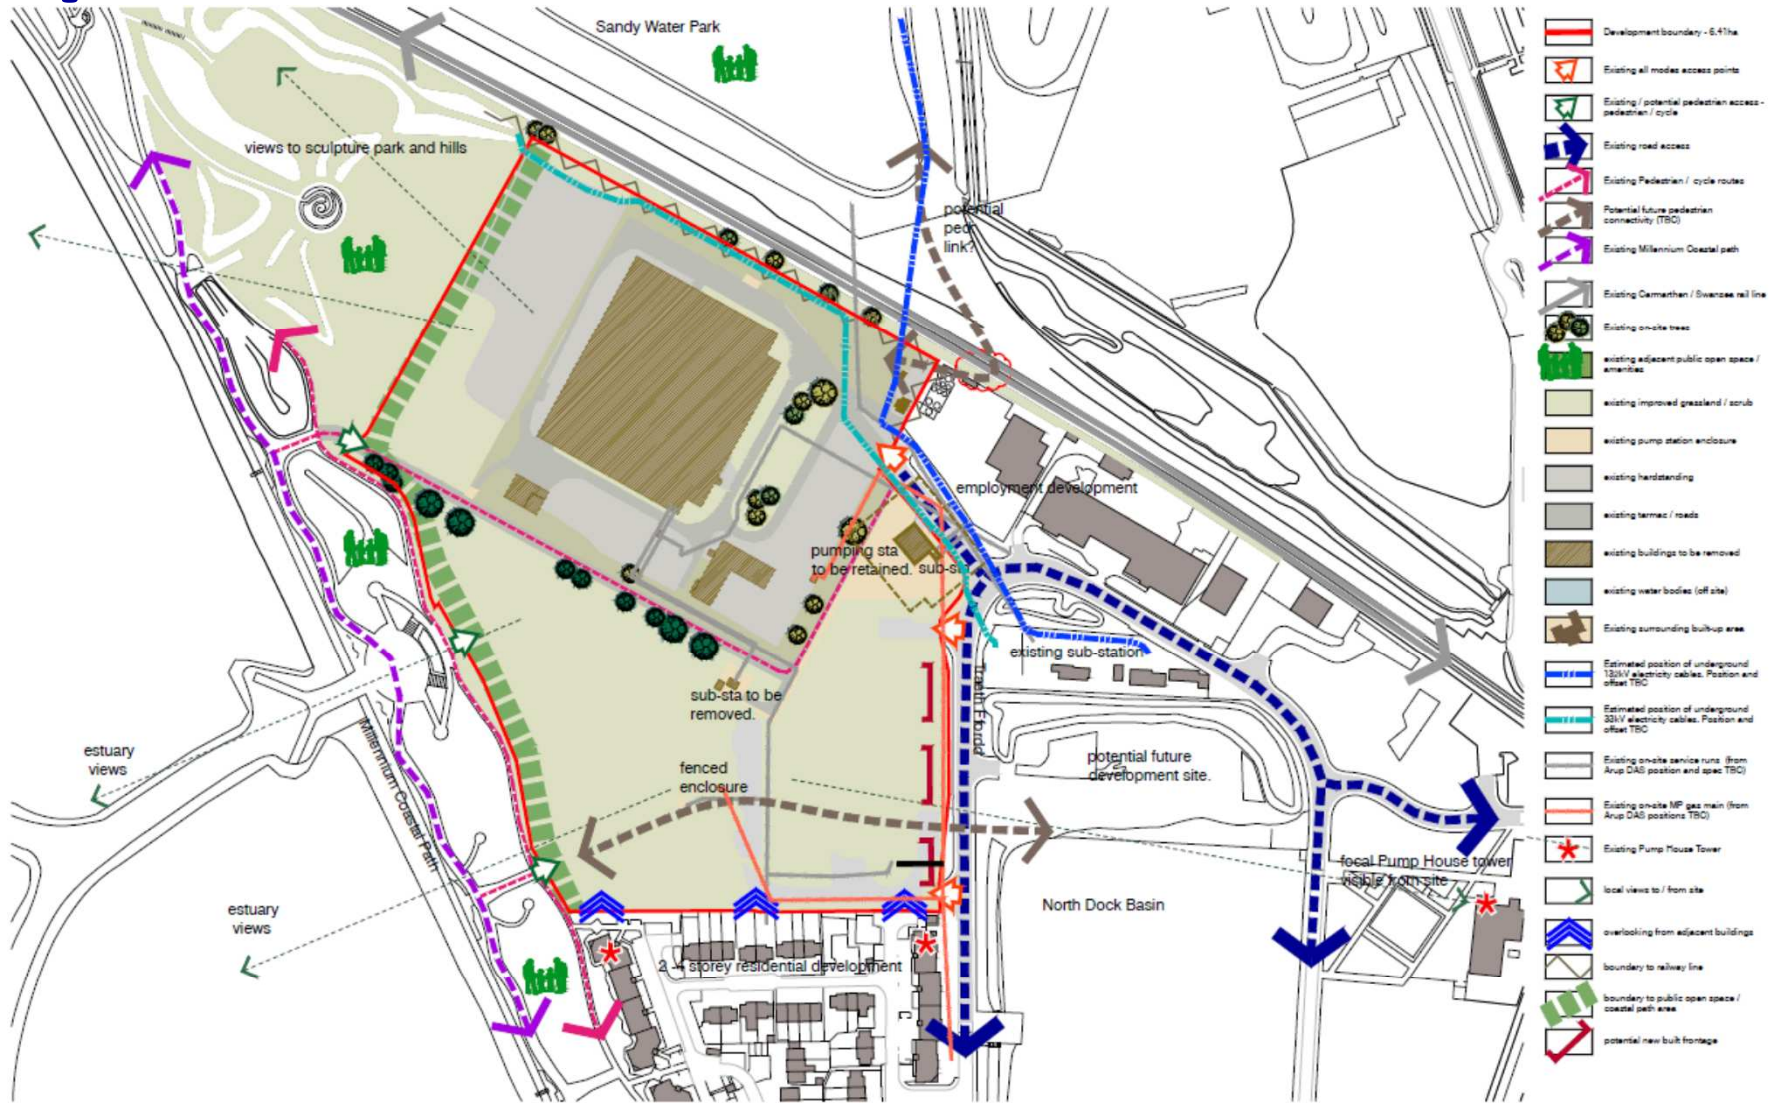 Sandy Water Park
views to sculpture park and hills
potential
ped
link?
employment development
pumping sta
to be retained.
sub-sta
existing sub-station
sub-sta to be
removed.
Traeth Ffordd
estuary
views
fenced
enclosure
potential future
development site.
Millennium Coastal Path
focal Pump House tower
visible from site
estuary
views
North Dock Basin
2 -4 storey residential development
Development boundary - 6.41ha
Existing all modes access points
Existing / potential pedestrian access -
pedestrian / cycle
Existing road access
Existing Pedestrian / cycle routes
Potential future pedestrian
connectivity (TBC)
Existing Millennium Coastal path
Existing Carmarthen / Swansea rail line
Existing on-site trees
existing adjacent public open space /
amenities
existing improved grassland / scrub
existing pump station enclosure
existing hardstanding
existing tarmac / roads
existing buildings to be removed
existing water bodies (off site)
Existing surrounding built-up area
Estimated position of underground
132kV electricity cables. Position and
offset TBC
Estimated position of underground
33kV electricity cables. Position and
offset TBC
Existing on-site service runs (from
Arup DAS position and spec TBC)
Existing on-site MP gas main (from
Arup DAS positions TBC)
Existing Pump House Tower
local views to / from site
overlooking from adjacent buildings
boundary to railway line
boundary to public open space /
coastal path area
potential new built frontage